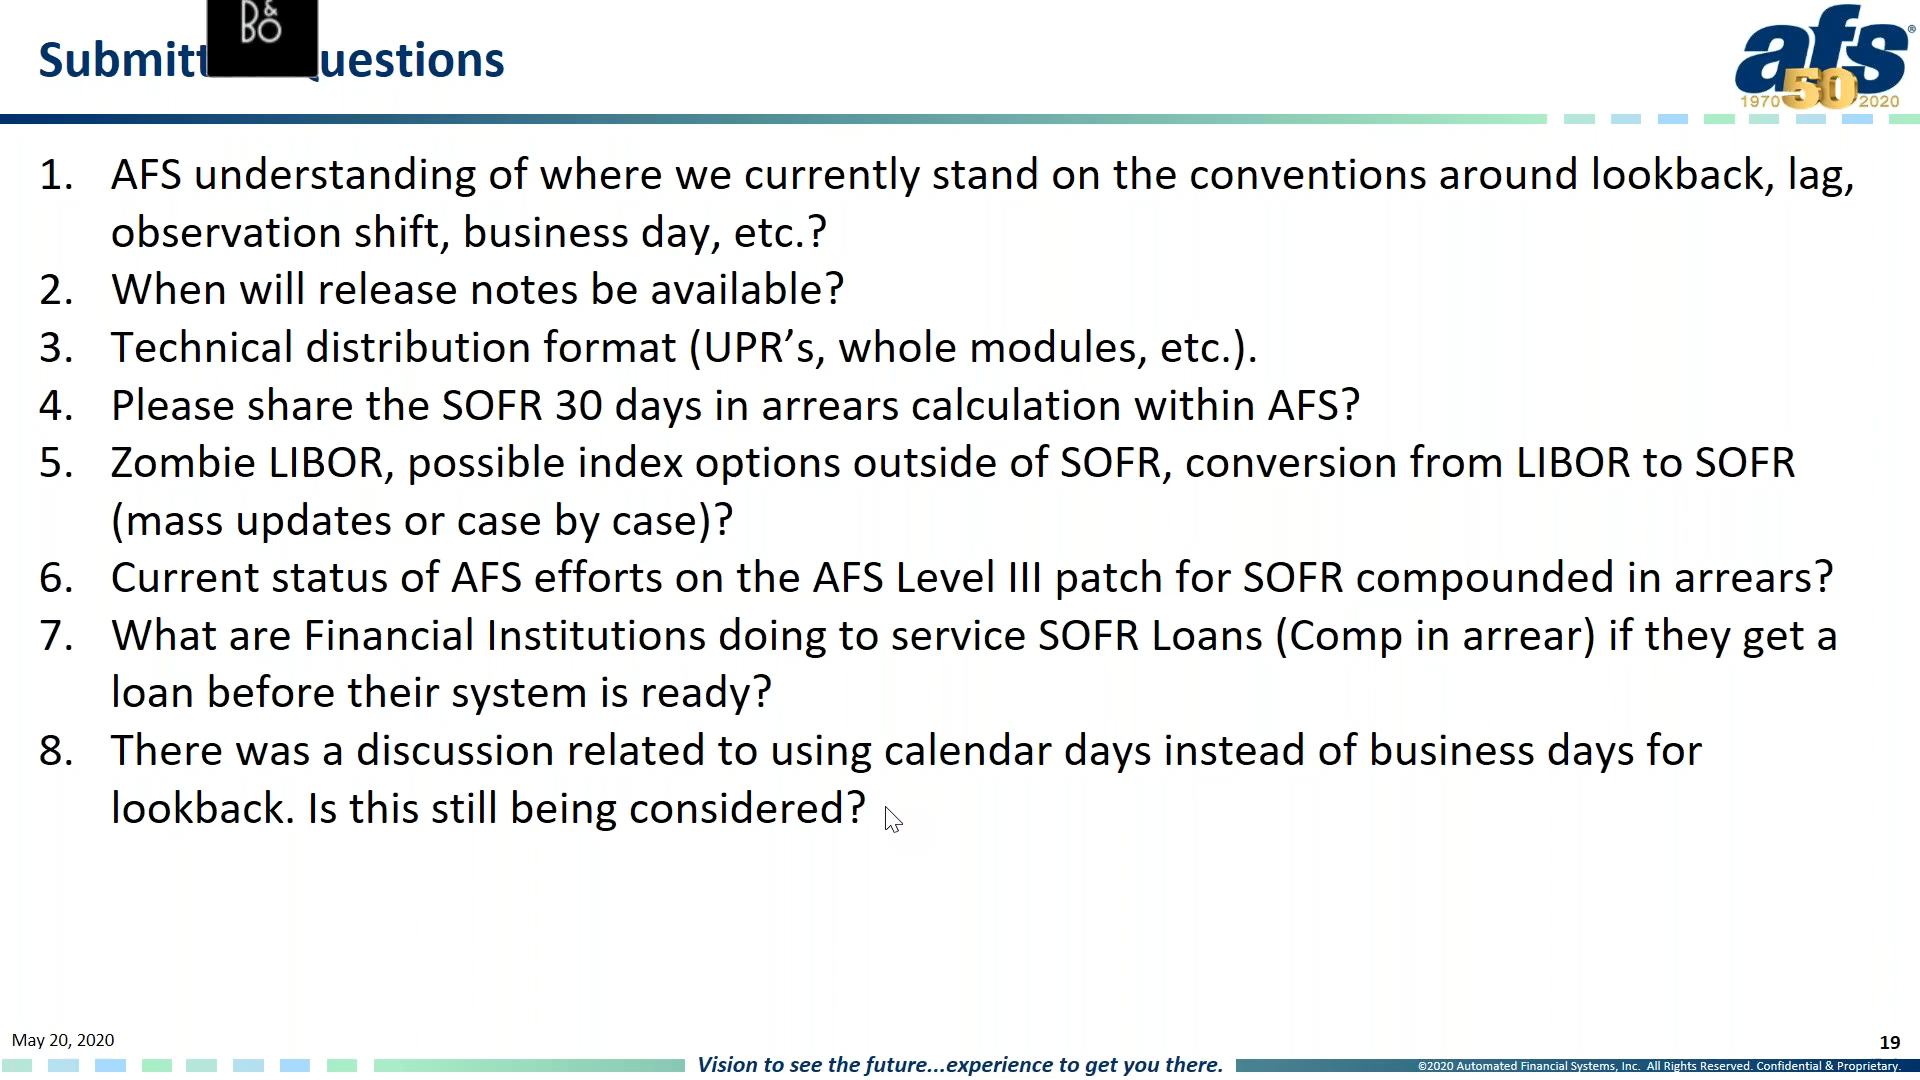 B&O
Submitt uestions
afs®
50
1970 2020
1. AFS understanding of where we currently stand on the conventions around lookback, lag,
observation shift, business day, etc.?
2. When will release notes be available?
3. Technical distribution format (UPR’s, whole modules, etc.).
4. Please share the SOFR 30 days in arrears calculation within AFS?
5. Zombie LIBOR, possible index options outside of SOFR, conversion from LIBOR to SOFR
(mass updates or case by case)?
6. Current status of AFS efforts on the AFS Level III patch for SOFR compounded in arrears?
7. What are Financial Institutions doing to service SOFR Loans (Comp in arrear) if they get a
loan before their system is ready?
8. There was a discussion related to using calendar days instead of business days for
lookback. Is this still being considered?
May 20, 2020
19
Vision to see the future...experience to get you there.
©2020 Automated Financial Systems, Inc. All Rights Reserved. Confidential & Proprietary.